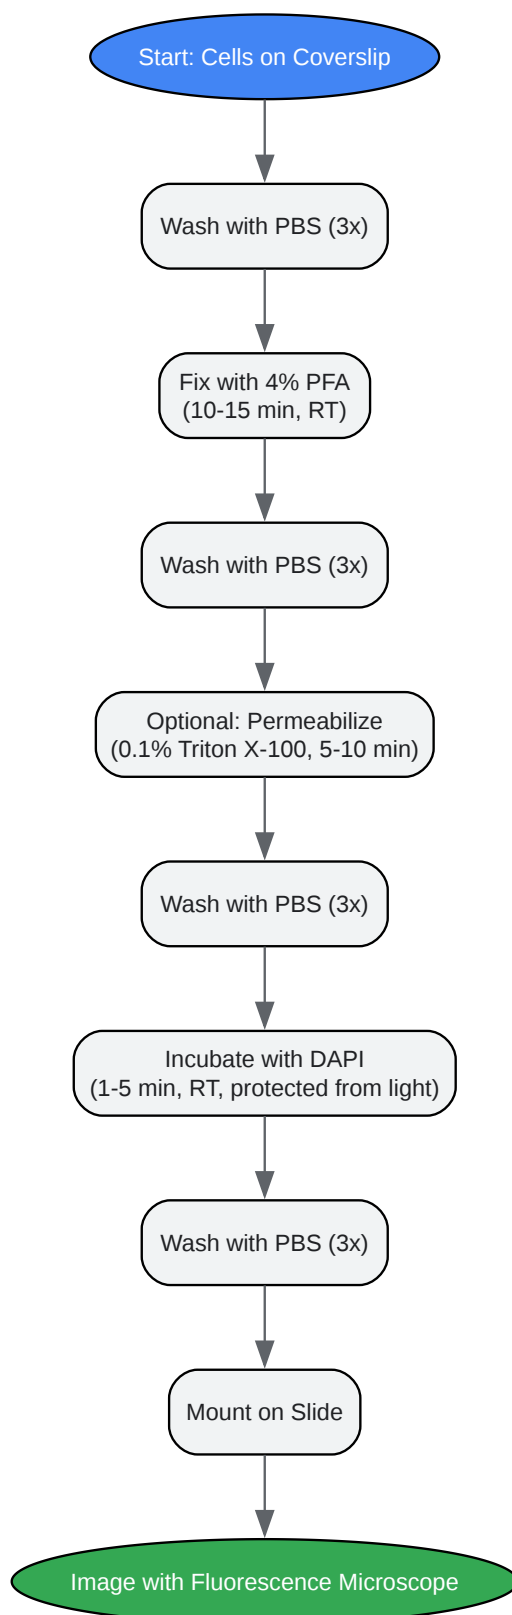 Start: Cells on Coverslip
Wash with PBS (3x)
Fix with 4% PFA
(10-15 min, RT)
Wash with PBS (3x)
Optional: Permeabilize
(0.1% Triton X-100, 5-10 min)
Wash with PBS (3x)
Incubate with DAPI
(1-5 min, RT, protected from light)
Wash with PBS (3x)
Mount on Slide
Image with Fluorescence Microscope